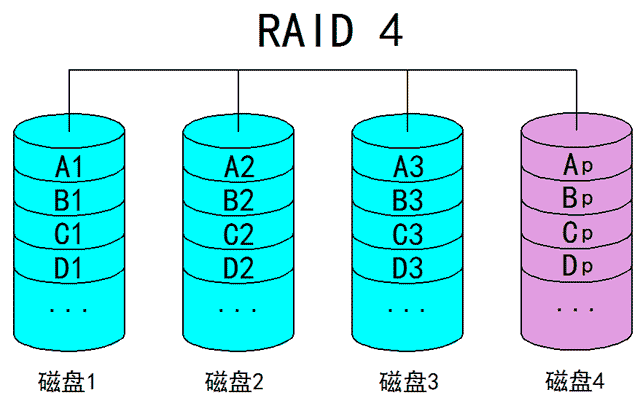 RAID 4
A1 A2 A3 Ap
B1 B2 B3 Bp
C1 C2 C3 Cp
D1 D2 D3 Dp
... ... ... ...
磁盘1 磁盘2 磁盘3 磁盘4